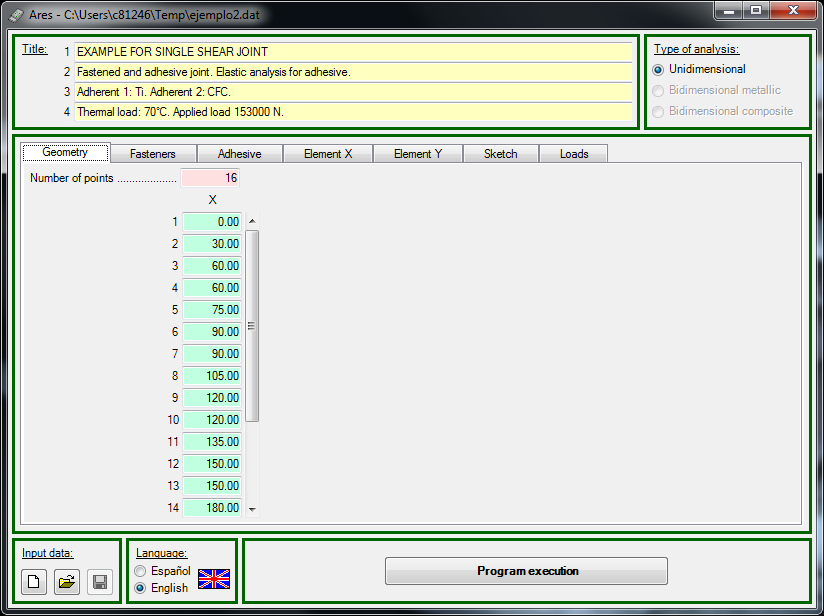 Ares - C:\Users\c81246\Temp\ejemplo2.dat
Title:
1 EXAMPLE FOR SINGLE SHEAR JOINT
2 Fastened and adhesive joint. Elastic analysis for adhesive.
3 Adherent 1: Ti. Adherent 2: CFC.
4 Thermal load: 70°C. Applied load 153000 N.
Type of analysis:
Unidimensional
Bidimensional metallic
Bidimensional composite
Geometry Fasteners Adhesive Element X Element Y Sketch Loads
Number of points .................... 16
X
1 0.00
2 30.00
3 60.00
4 60.00
5 75.00
6 90.00
7 90.00
8 105.00
9 120.00
10 120.00
11 135.00
12 150.00
13 150.00
14 180.00
Input data:
Language:
Español
English
Program execution